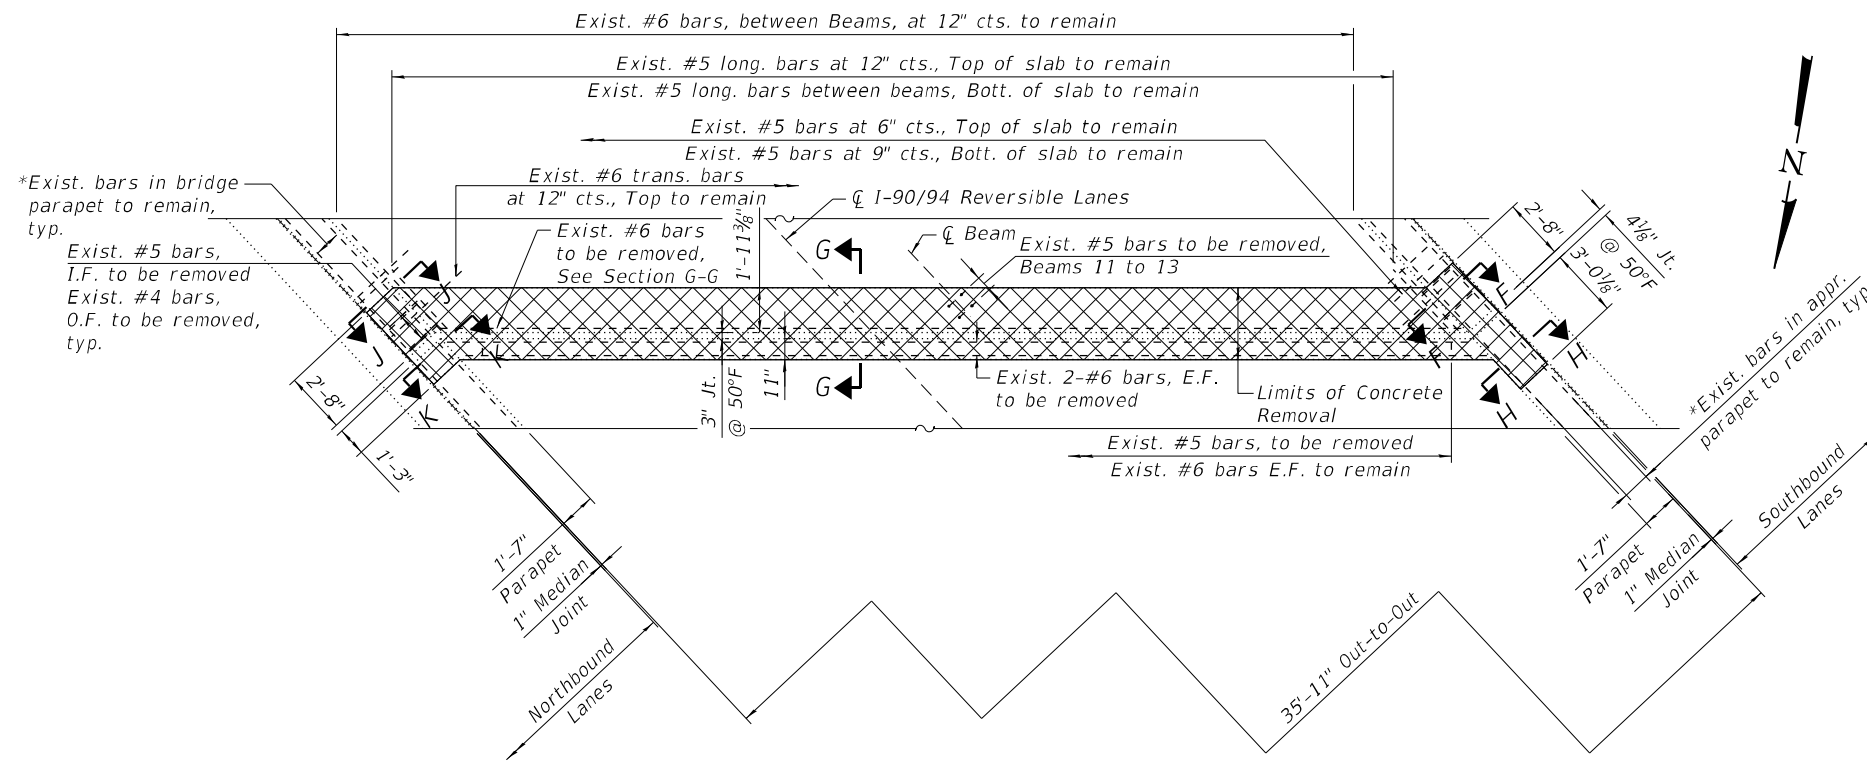 Exist. #6 bars, between Beams, at 12" cts. to remain
Exist. #5 long. bars at 12" cts., Top of slab to remain
Exist. #5 long. bars between beams, Bott. of slab to remain
Exist. #5 bars at 6" cts., Top of slab to remain
Exist. #5 bars at 9" cts., Bott. of slab to remain
Exist. #6 trans. bars
at 12" cts., Top to remain
*Exist. bars in bridge
parapet to remain,
typ.
Exist. #5 bars,
I.F. to be removed
Exist. #4 bars,
O.F. to be removed,
typ.
Exist. #6 bars
to be removed,
See Section G-G
1'-11⅜"
℄ I-90/94 Reversible Lanes
℄ Beam
Exist. #5 bars to be removed,
Beams 11 to 13
G
G
J
J
K
K
F
F
H
H
N
2'-8"
4⅛" Jt.
@ 50°F
3'-0⅛"
*Exist. bars in appr.
parapet to remain, typ
2'-8"
1'-3"
3" Jt.
@ 50°F
11"
Exist. 2-#6 bars, E.F.
to be removed
Limits of Concrete
Removal
Exist. #5 bars, to be removed
Exist. #6 bars E.F. to remain
1'-7"
Parapet
1" Median
Joint
Northbound
Lanes
35'-11" Out-to-Out
1'-7"
Parapet
1" Median
Joint
Southbound
Lanes